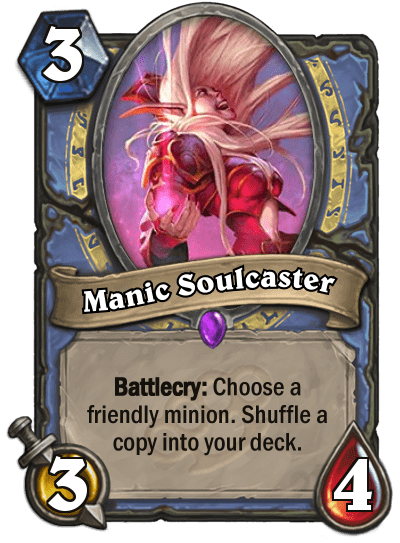 3
Manic Soulcaster
Battlecry: Choose a
friendly minion. Shuffle a
copy into your deck.
3
4